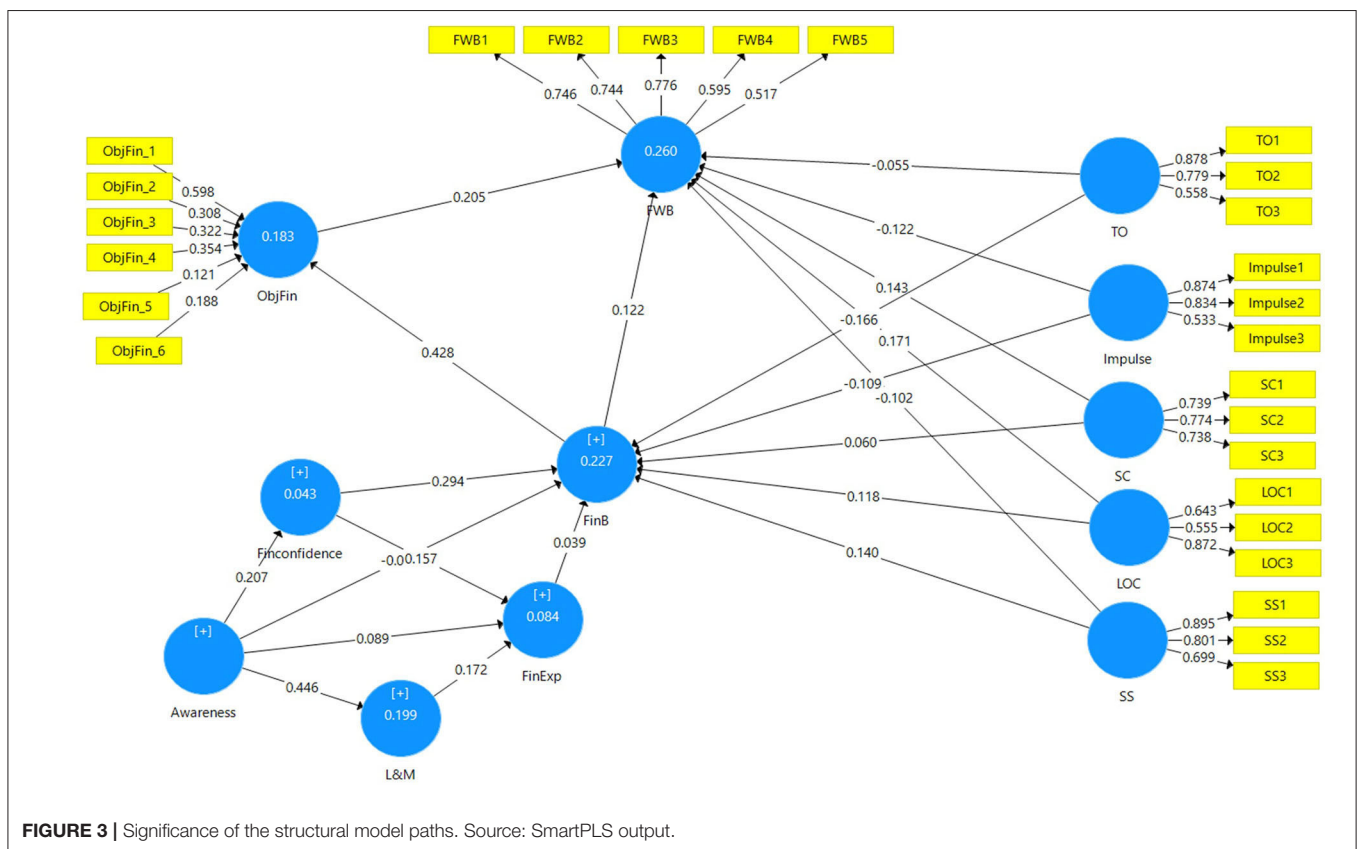 FWB1 FWB2 FWB3 FWB4 FWB5
0.746 0.744 0.776 0.595 0.517
0.260
FWB
ObjFin_1
ObjFin_2
ObjFin_3
ObjFin_4
ObjFin_5
ObjFin_6
0.598
0.308
0.322
0.354
0.121
0.188
0.183
ObjFin
0.205
0.428
0.122
-0.055
-0.122
0.143
0.171
-0.102
-0.166
-0.109
0.060
0.118
0.140
TO
0.878
0.779
0.558
TO1
TO2
TO3
Impulse
0.874
0.834
0.533
Impulse1
Impulse2
Impulse3
SC
0.739
0.774
0.738
SC1
SC2
SC3
LOC
0.643
0.555
0.872
LOC1
LOC2
LOC3
SS
0.895
0.801
0.699
SS1
SS2
SS3
[+]
0.227
FinB
[+]
0.043
Finconfidence
0.294
0.157
0.039
0.207
[+]
Awareness
0.089
0.446
[+]
0.084
FinExp
0.172
[+]
0.199
L&M
FIGURE 3 | Significance of the structural model paths. Source: SmartPLS output.